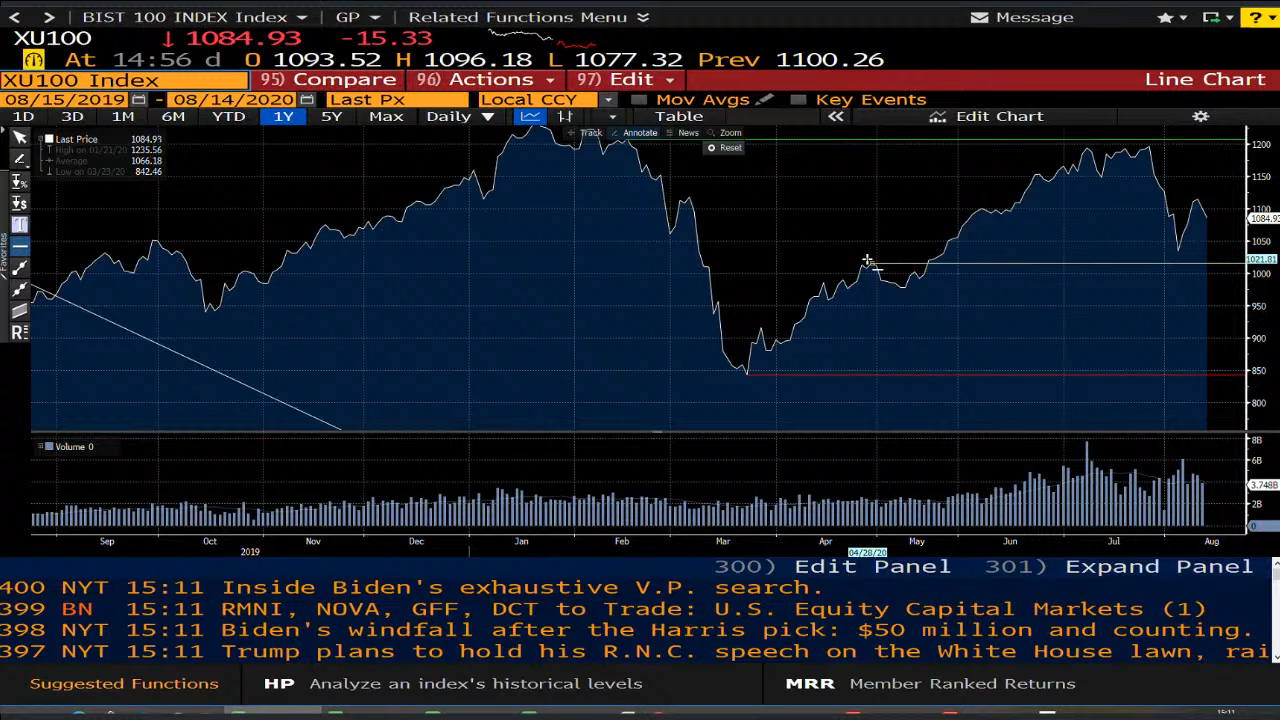 BIST 100 INDEX Index GP Related Functions Menu Message ?
XU100 ↓ 1084.93 -15.33
At 14:56 d O 1093.52 H 1096.18 L 1077.32 Prev 1100.26
XU100 Index 95) Compare 96) Actions 97) Edit Line Chart
08/15/2019 - 08/14/2020 Last Px Local CCY Mov Avgs Key Events
1D 3D 1M 6M YTD 1Y 5Y Max Daily Table Edit Chart
Track Annotate News Zoom
Reset
Last Price 1084.93
High on 01/21/20 1235.56
Average 1066.18
Low on 03/23/20 842.46
Favorites
1200
1150
1100
1084.93
1050
1021.81
1000
950
900
850
800
Volume 0
8B
6B
3.748B
2B
0
Sep Oct Nov Dec Jan Feb Mar Apr May Jun Jul Aug
2019 04/28/20
300) Edit Panel 301) Expand Panel
400 NYT 15:11 Inside Biden's exhaustive V.P. search.
399 BN 15:11 RMNI, NOVA, GFF, DCT to Trade: U.S. Equity Capital Markets (1)
398 NYT 15:11 Biden's windfall after the Harris pick: $50 million and counting.
397 NYT 15:11 Trump plans to hold his R.N.C. speech on the White House lawn, rai
Suggested Functions HP Analyze an index's historical levels MRR Member Ranked Returns
15:11